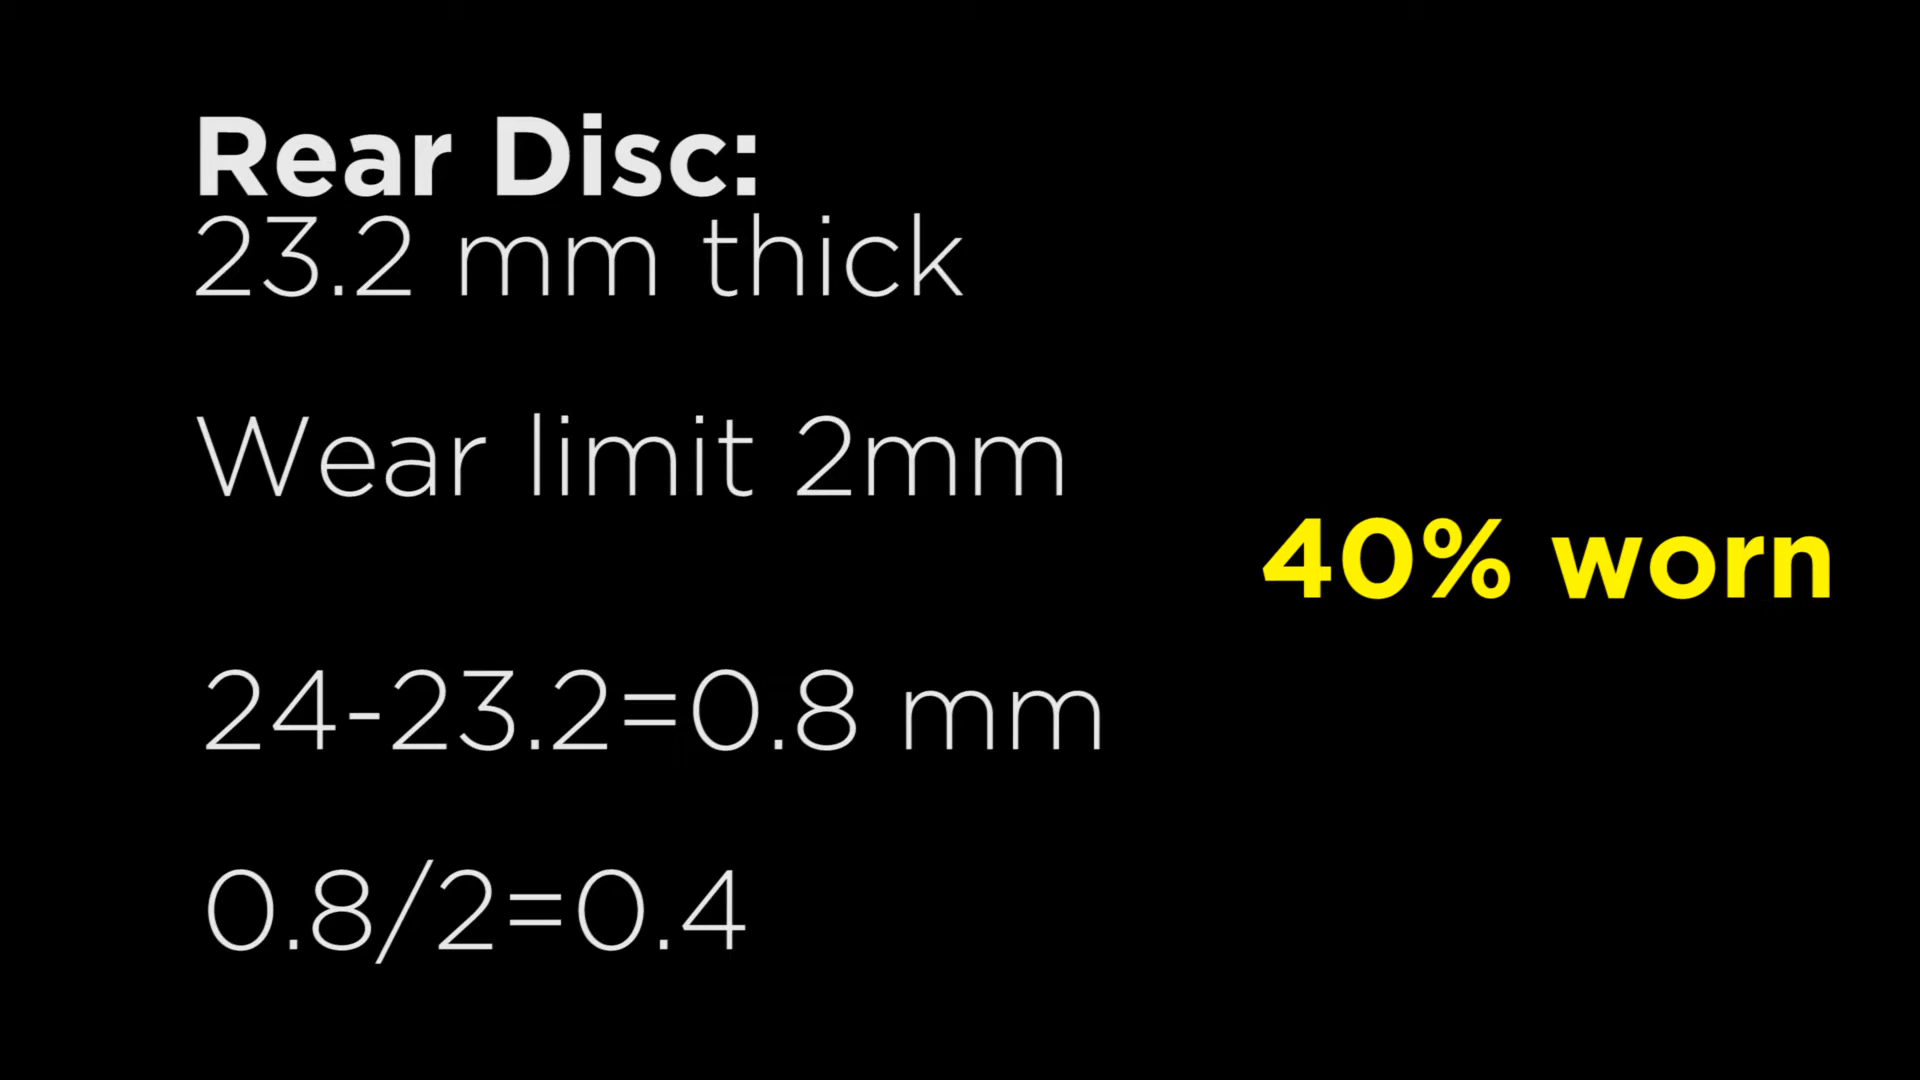 Rear Disc:
23.2 mm thick
Wear limit 2mm
40% worn
24-23.2=0.8 mm
0.8/2=0.4